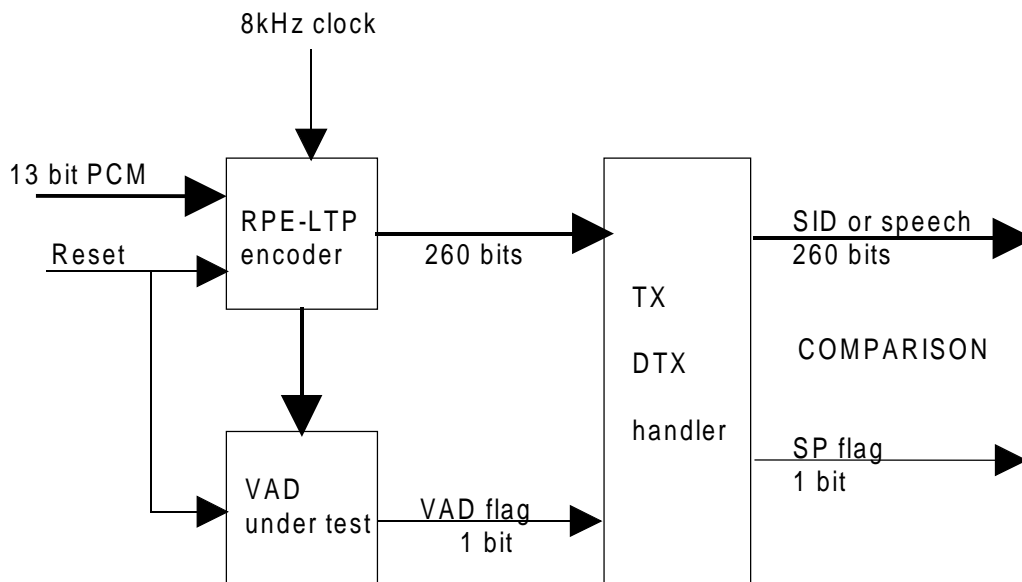 8kHz clock
13 bit PCM
Reset
RPE-LTP
encoder
260 bits
SID or speech
260 bits
TX
DTX
handler
COMPARISON
VAD
under test
VAD flag
1 bit
SP flag
1 bit